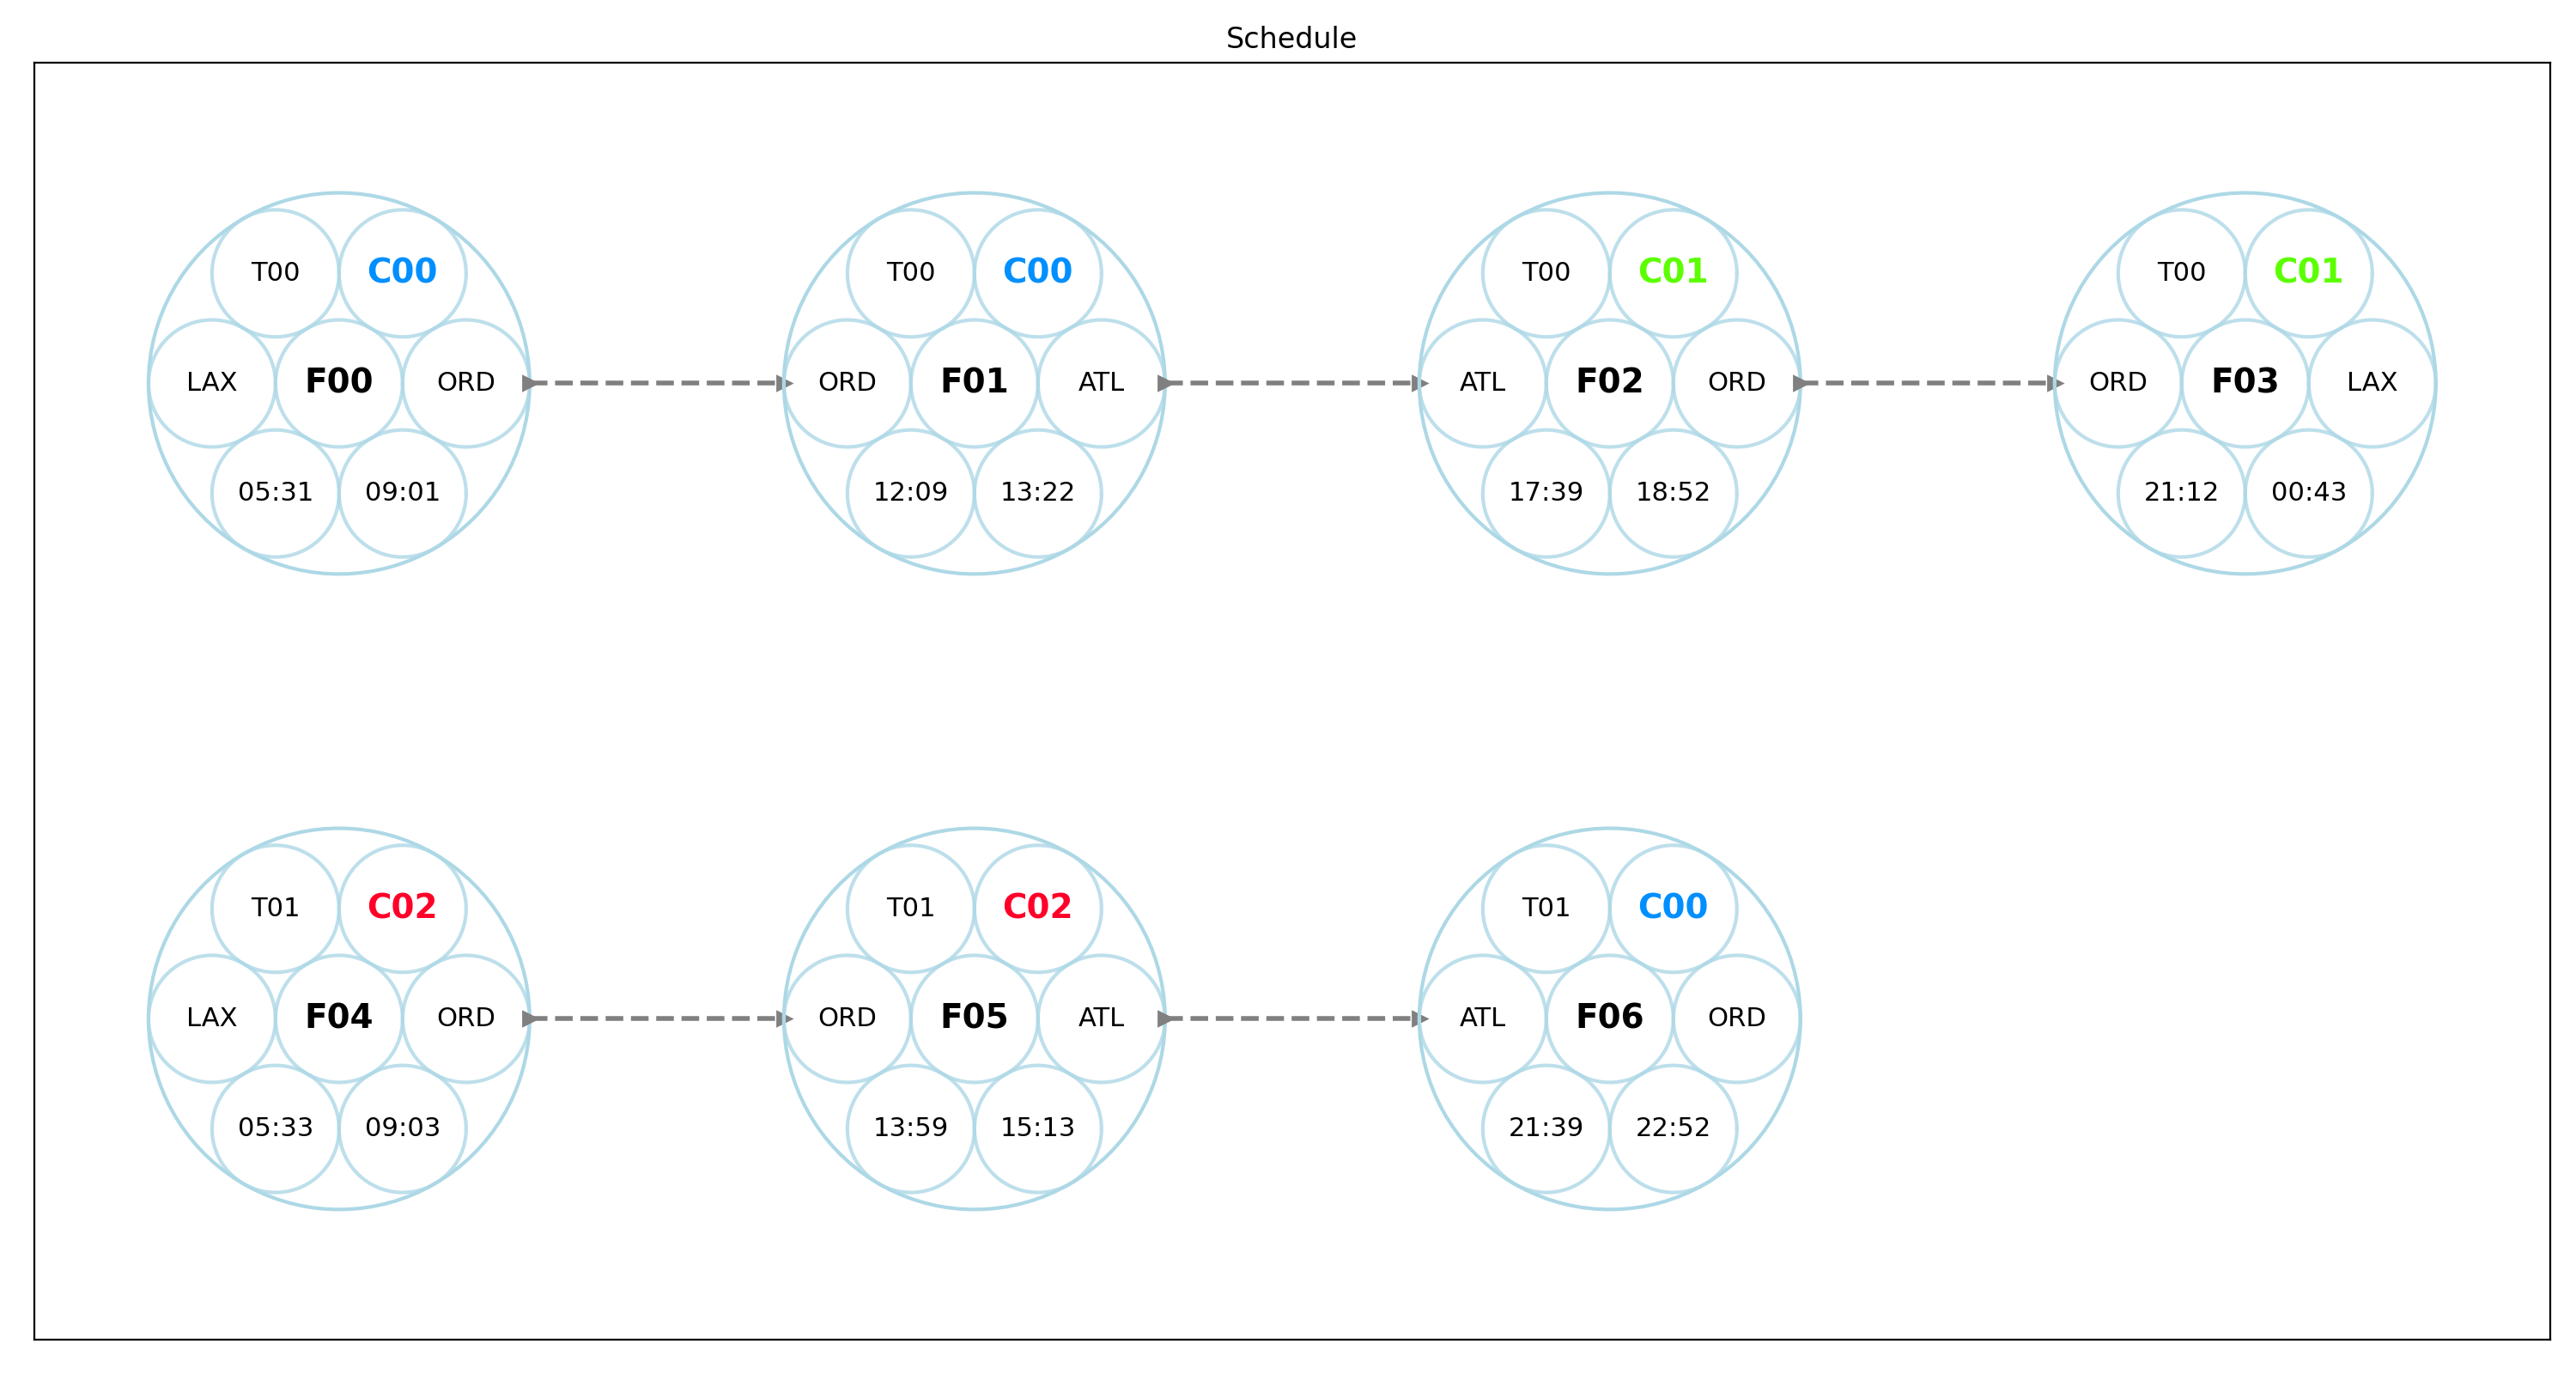 Schedule
T00 C00 T00 C00 T00 C01 T00 C01
LAX F00 ORD ORD F01 ATL ATL F02 ORD ORD F03 LAX
05:31 09:01 12:09 13:22 17:39 18:52 21:12 00:43
T01 C02 T01 C02 T01 C00
LAX F04 ORD ORD F05 ATL ATL F06 ORD
05:33 09:03 13:59 15:13 21:39 22:52